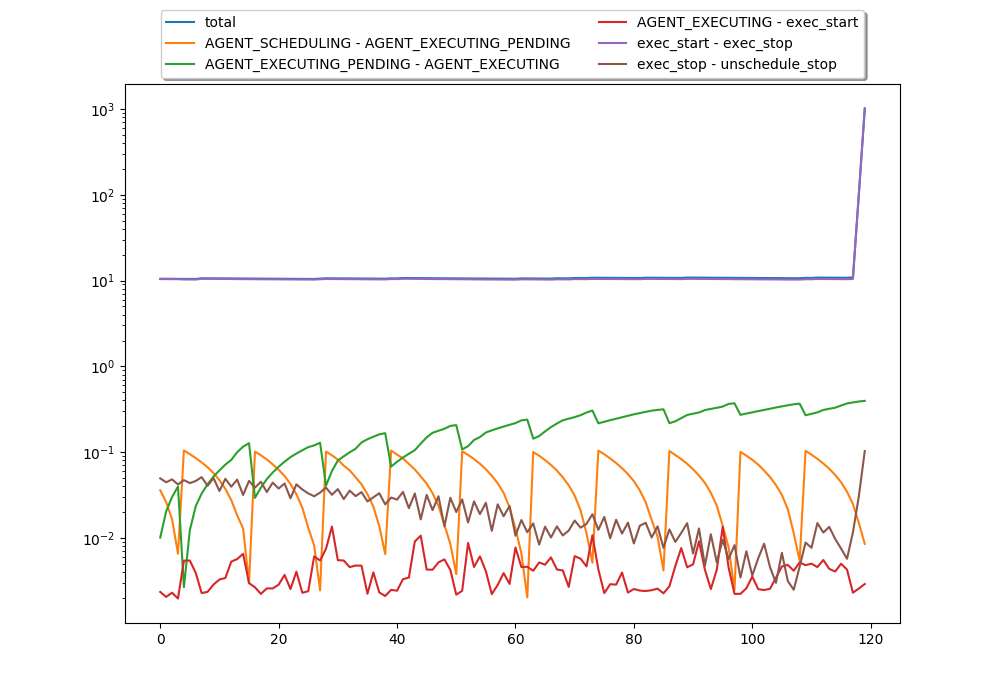 total
AGENT_SCHEDULING - AGENT_EXECUTING_PENDING
AGENT_EXECUTING_PENDING - AGENT_EXECUTING
AGENT_EXECUTING - exec_start
exec_start - exec_stop
exec_stop - unschedule_stop
10³
10²
10¹
10⁰
10⁻¹
10⁻²
0 20 40 60 80 100 120